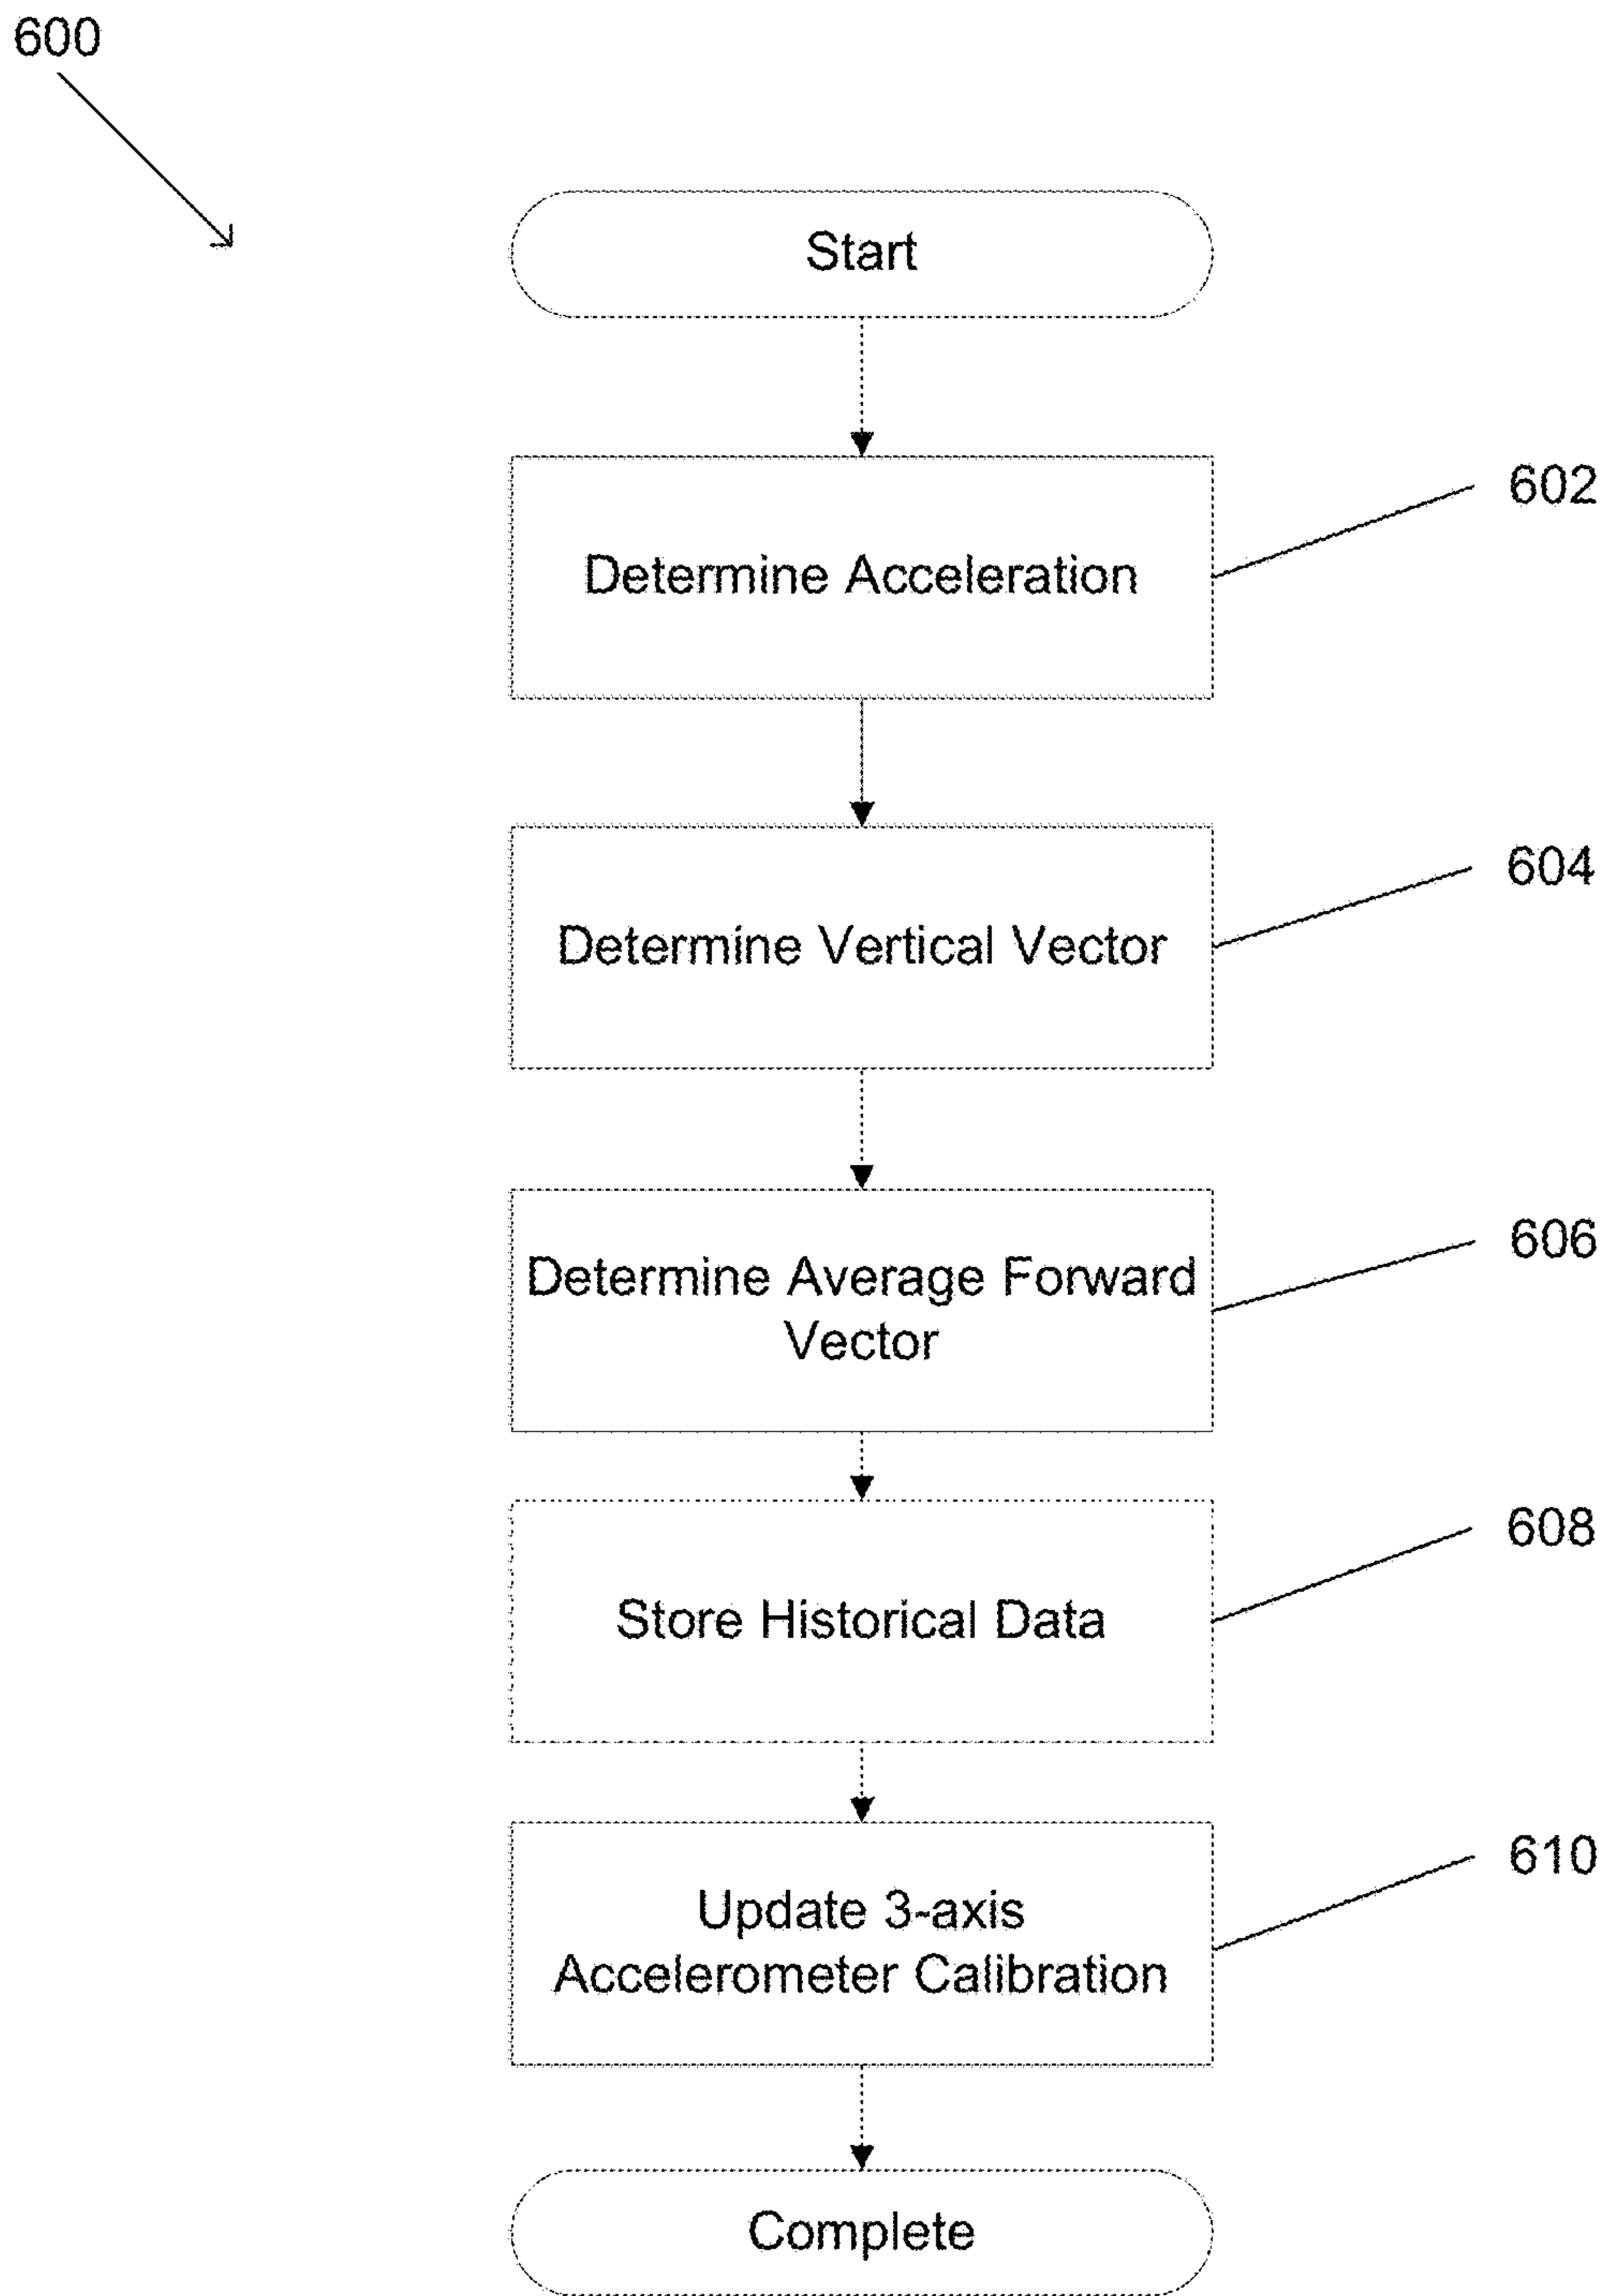 600
Start
602
Determine Acceleration
604
Determine Vertical Vector
606
Determine Average Forward
Vector
608
Store Historical Data
610
Update 3-axis
Accelerometer Calibration
Complete